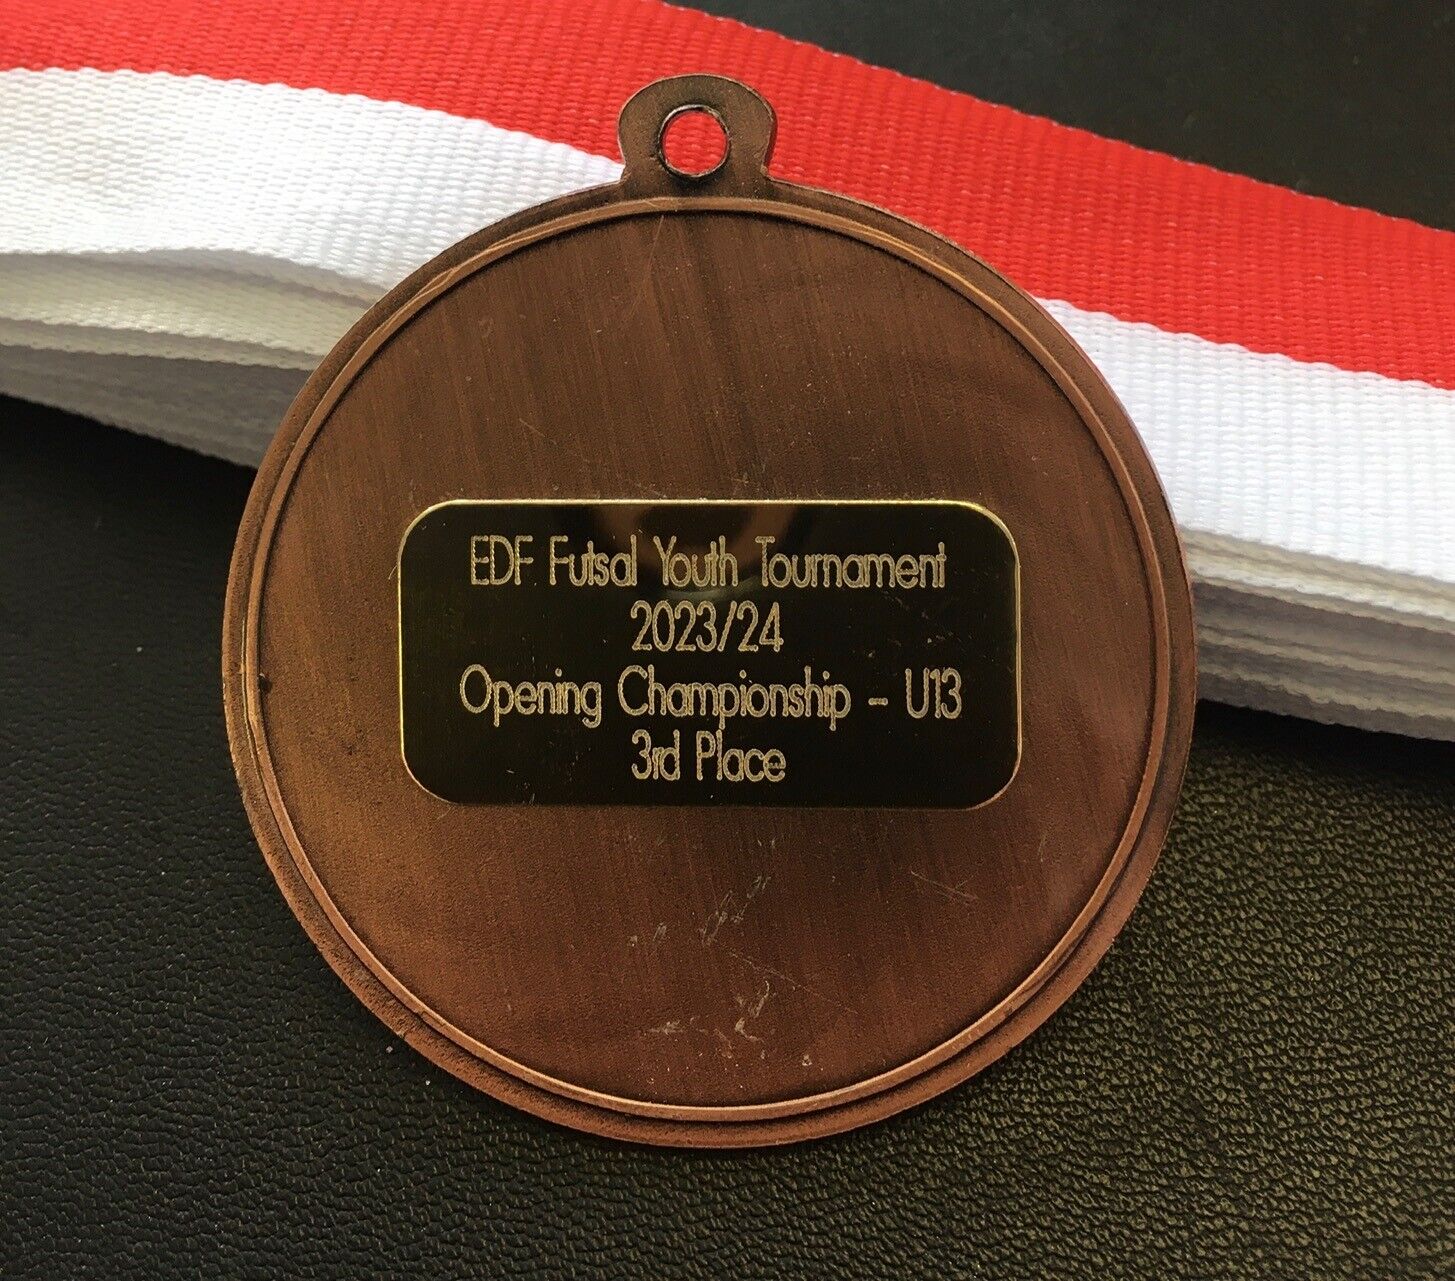 EDF Futsal Youth Tournament
2023/24
Opening Championship - U13
3rd Place